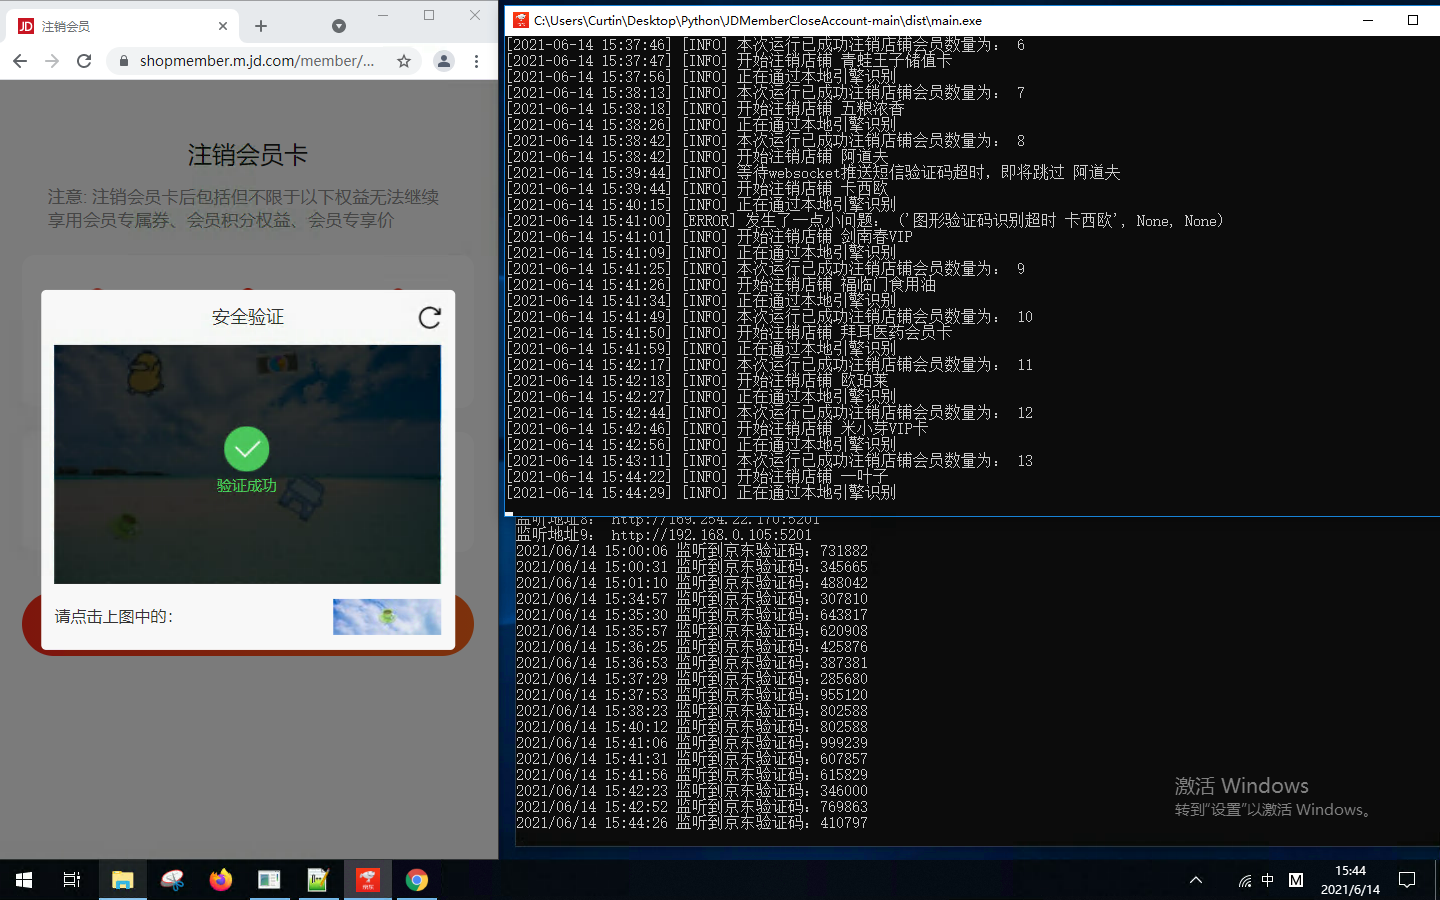 注销会员
shopmember.m.jd.com/member/...
注销会员卡
注意: 注销会员卡后包括但不限于以下权益无法继续
享用会员专属券、会员积分权益、会员专享价
安全验证
验证成功
请点击上图中的:
C:\Users\Curtin\Desktop\Python\JDMemberCloseAccount-main\dist\main.exe
[2021-06-14 15:37:46] [INFO] 本次运行已成功注销店铺会员数量为： 6
[2021-06-14 15:37:47] [INFO] 开始注销店铺 青蛙王子储值卡
[2021-06-14 15:37:56] [INFO] 正在通过本地引擎识别
[2021-06-14 15:38:13] [INFO] 本次运行已成功注销店铺会员数量为： 7
[2021-06-14 15:38:18] [INFO] 开始注销店铺 五粮浓香
[2021-06-14 15:38:26] [INFO] 正在通过本地引擎识别
[2021-06-14 15:38:42] [INFO] 本次运行已成功注销店铺会员数量为： 8
[2021-06-14 15:38:42] [INFO] 开始注销店铺 阿道夫
[2021-06-14 15:39:44] [INFO] 等待websocket推送短信验证码超时，即将跳过 阿道夫
[2021-06-14 15:39:44] [INFO] 开始注销店铺 卡西欧
[2021-06-14 15:40:15] [INFO] 正在通过本地引擎识别
[2021-06-14 15:41:00] [ERROR] 发生了一点小问题： ('图形验证码识别超时 卡西欧', None, None)
[2021-06-14 15:41:01] [INFO] 开始注销店铺 剑南春VIP
[2021-06-14 15:41:09] [INFO] 正在通过本地引擎识别
[2021-06-14 15:41:25] [INFO] 本次运行已成功注销店铺会员数量为： 9
[2021-06-14 15:41:26] [INFO] 开始注销店铺 福临门食用油
[2021-06-14 15:41:34] [INFO] 正在通过本地引擎识别
[2021-06-14 15:41:49] [INFO] 本次运行已成功注销店铺会员数量为： 10
[2021-06-14 15:41:50] [INFO] 开始注销店铺 拜耳医药会员卡
[2021-06-14 15:41:59] [INFO] 正在通过本地引擎识别
[2021-06-14 15:42:17] [INFO] 本次运行已成功注销店铺会员数量为： 11
[2021-06-14 15:42:18] [INFO] 开始注销店铺 欧珀莱
[2021-06-14 15:42:27] [INFO] 正在通过本地引擎识别
[2021-06-14 15:42:44] [INFO] 本次运行已成功注销店铺会员数量为： 12
[2021-06-14 15:42:46] [INFO] 开始注销店铺 米小芽VIP卡
[2021-06-14 15:42:56] [INFO] 正在通过本地引擎识别
[2021-06-14 15:43:11] [INFO] 本次运行已成功注销店铺会员数量为： 13
[2021-06-14 15:44:22] [INFO] 开始注销店铺 一叶子
[2021-06-14 15:44:29] [INFO] 正在通过本地引擎识别
监听地址8： http://169.254.22.170:5201
监听地址9： http://192.168.0.105:5201
2021/06/14 15:00:06 监听到京东验证码：731882
2021/06/14 15:00:31 监听到京东验证码：345665
2021/06/14 15:01:10 监听到京东验证码：488042
2021/06/14 15:34:57 监听到京东验证码：307810
2021/06/14 15:35:30 监听到京东验证码：643817
2021/06/14 15:35:57 监听到京东验证码：620908
2021/06/14 15:36:25 监听到京东验证码：425876
2021/06/14 15:36:53 监听到京东验证码：387381
2021/06/14 15:37:29 监听到京东验证码：285680
2021/06/14 15:37:53 监听到京东验证码：955120
2021/06/14 15:38:23 监听到京东验证码：802588
2021/06/14 15:40:12 监听到京东验证码：802588
2021/06/14 15:41:06 监听到京东验证码：999239
2021/06/14 15:41:31 监听到京东验证码：607857
2021/06/14 15:41:56 监听到京东验证码：615829
2021/06/14 15:42:23 监听到京东验证码：346000
2021/06/14 15:42:52 监听到京东验证码：769863
2021/06/14 15:44:26 监听到京东验证码：410797
激活 Windows
转到“设置”以激活 Windows。
中 M
15:44
2021/6/14